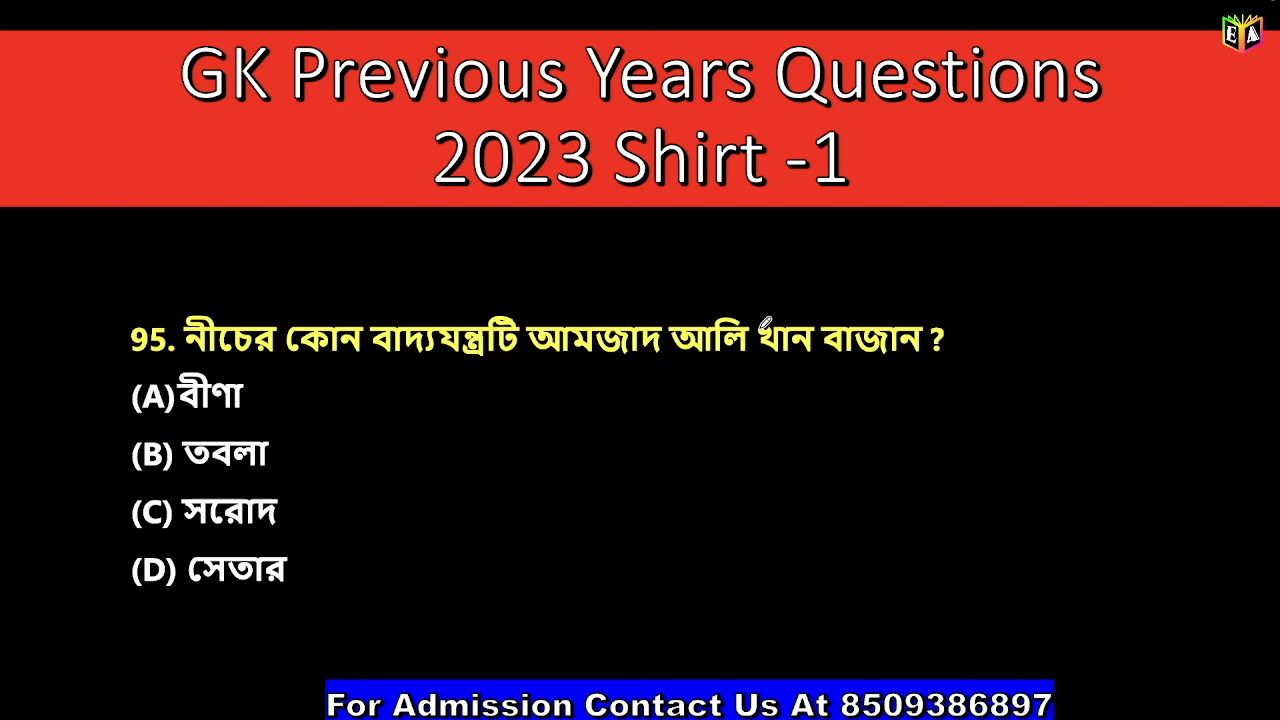 E A
GK Previous Years Questions
2023 Shirt -1
95. নীচের কোন বাদ্যযন্ত্রটি আমজাদ আলি খান বাজান ?
(A)বীণা
(B) তবলা
(C) সরোদ
(D) সেতার
For Admission Contact Us At 8509386897